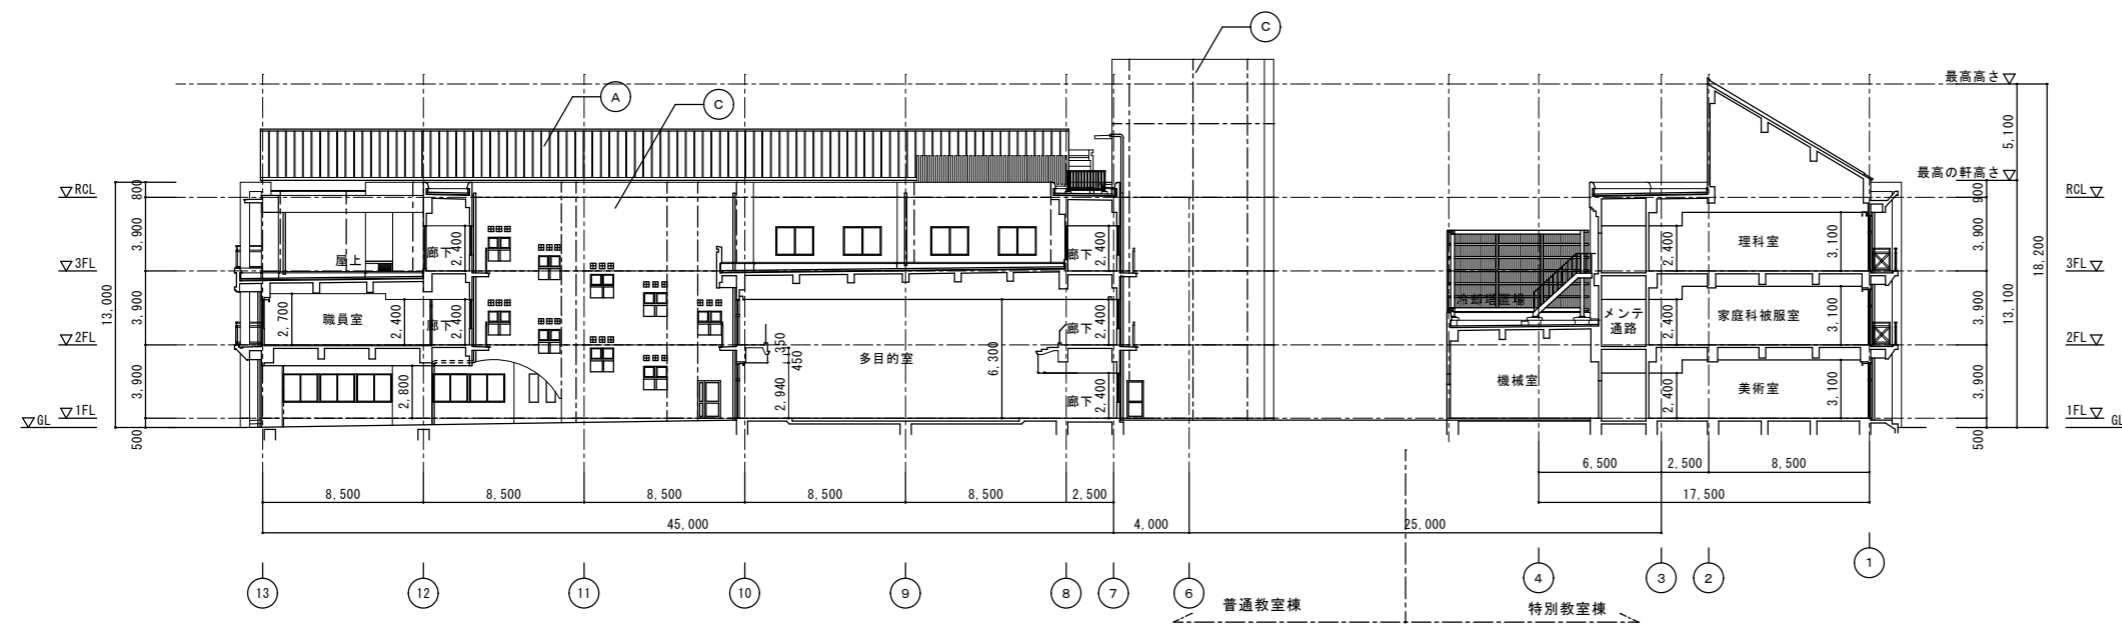 C
A
C
最高高さ
5,100
最高の軒高さ
RCL
800
3,900
3FL
3,900
2FL
3,900
1FL
GL
500
13,000
屋上
廊下
2,400
廊下
2,400
2,700
職員室
2,400
廊下
2,400
2,800
350
450
2,940
多目的室
6,300
廊下
2,400
廊下
2,400
冷却塔置場
機械室
メンテ
通路
2,400
理科室
3,100
2,400
家庭科被服室
3,100
2,400
美術室
3,100
RCL
900
3,900
3FL
3,900
2FL
3,900
1FL
GL
500
13,100
18,200
6,500
2,500
8,500
17,500
8,500
8,500
8,500
8,500
8,500
2,500
45,000
4,000
25,000
13
12
11
10
9
8
7
6
4
3
2
1
普通教室棟
特別教室棟